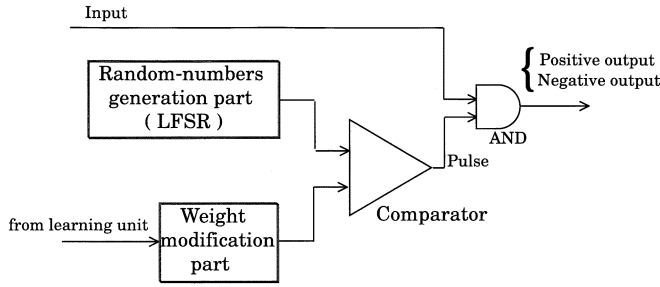 Input
Random-numbers
generation part
( LFSR )
Positive output
Negative output
AND
Pulse
Comparator
from learning unit
Weight
modification
part